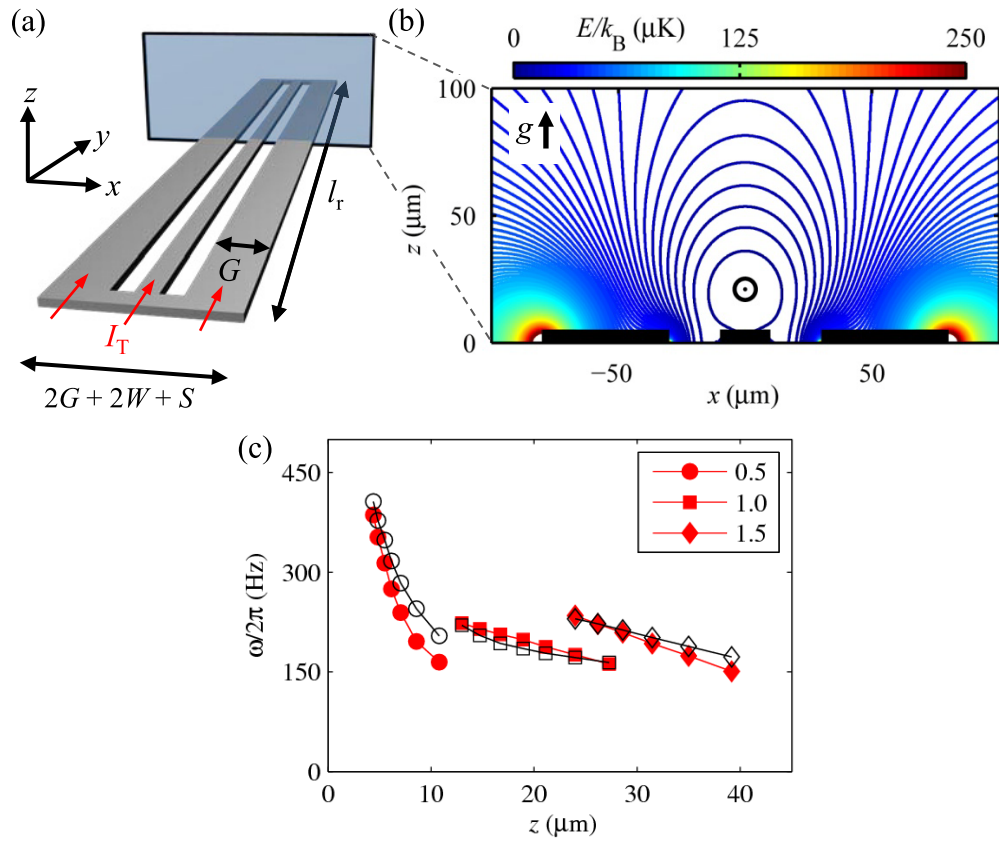 (a)
z
y
x
l_r
G
I_T
2G + 2W + S
(b)
E/k_B (μK)
0 125 250
g
100
50
0
z (μm)
−50 50
x (μm)
(c)
450
300
150
0
ω/2π (Hz)
0.5
1.0
1.5
0 10 20 30 40
z (μm)